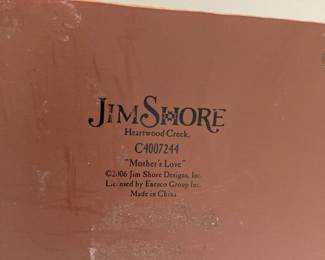 JIM SHORE
Heartwood Creek.
C4007244
"Mother's Love"
©2006 Jim Shore Designs, Inc.
Licensed by Enesco Group Inc.
Made in China